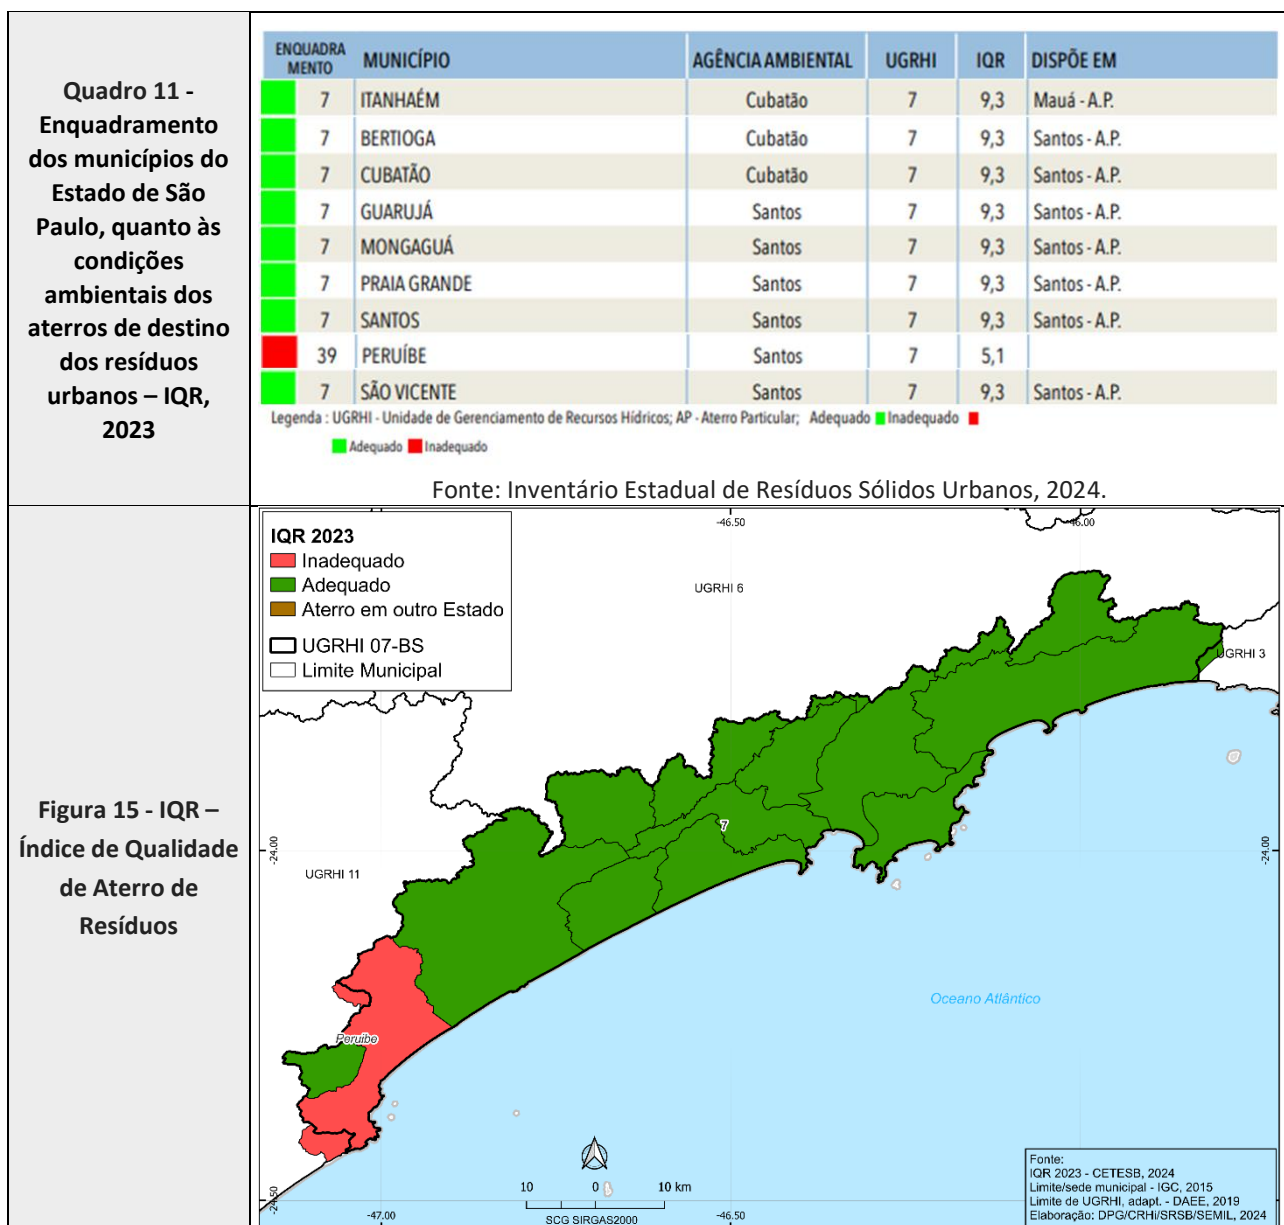 Quadro 11 -
Enquadramento
dos municípios do
Estado de São
Paulo, quanto às
condições
ambientais dos
aterros de destino
dos resíduos
urbanos – IQR,
2023
ENQUADRA
MENTO MUNICÍPIO AGÊNCIA AMBIENTAL UGRHI IQR DISPÕE EM
7 ITANHAÉM Cubatão 7 9,3 Mauá - A.P.
7 BERTIOGA Cubatão 7 9,3 Santos - A.P.
7 CUBATÃO Cubatão 7 9,3 Santos - A.P.
7 GUARUJÁ Santos 7 9,3 Santos - A.P.
7 MONGAGUÁ Santos 7 9,3 Santos - A.P.
7 PRAIA GRANDE Santos 7 9,3 Santos - A.P.
7 SANTOS Santos 7 9,3 Santos - A.P.
39 PERUÍBE Santos 7 5,1
7 SÃO VICENTE Santos 7 9,3 Santos - A.P.
Legenda : UGRHI - Unidade de Gerenciamento de Recursos Hídricos; AP - Aterro Particular; Adequado Inadequado
Adequado Inadequado
Fonte: Inventário Estadual de Resíduos Sólidos Urbanos, 2024.
Figura 15 - IQR –
Índice de Qualidade
de Aterro de
Resíduos
-46.50 -46.00
IQR 2023
Inadequado
Adequado
Aterro em outro Estado
UGRHI 07-BS
Limite Municipal
UGRHI 6
UGRHI 3
7
-24.00 -24.00
UGRHI 11
Oceano Atlântico
Peruíbe
10 0 10 km
SCG SIRGAS2000
-24.50
-47.00 -46.50
Fonte:
IQR 2023 - CETESB, 2024
Limite/sede municipal - IGC, 2015
Limite de UGRHI, adapt. - DAEE, 2019
Elaboração: DPG/CRHi/SRSB/SEMIL, 2024